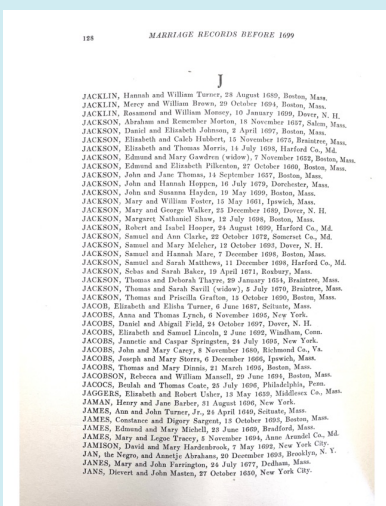 128
MARRIAGE RECORDS BEFORE 1699
J
JACKLIN, Hannah and William Turner, 28 August 1689, Boston, Mass.
JACKLIN, Mercy and William Brown, 29 October 1694, Boston, Mass.
JACKLIN, Rosamond and William Monsey, 10 January 1699, Dover, N. H.
JACKSON, Abraham and Remember Morton, 18 November 1657, Salem, Mass.
JACKSON, Daniel and Elizabeth Johnson, 2 April 1697, Boston, Mass.
JACKSON, Elizabeth and Caleb Hubbert, 15 November 1675, Braintree, Mass.
JACKSON, Elizabeth and Thomas Morris, 14 July 1698, Harford Co., Md.
JACKSON, Edmund and Mary Gawdren (widow), 7 November 1652, Boston, Mass.
JACKSON, Edmund and Elizabeth Pilkenton, 27 October 1660, Boston, Mass.
JACKSON, John and Jane Thomas, 14 September 1657, Boston, Mass.
JACKSON, John and Hannah Hoppen, 16 July 1679, Dorchester, Mass.
JACKSON, John and Susanna Hayden, 19 May 1699, Boston, Mass.
JACKSON, Mary and William Foster, 15 May 1661, Ipswich, Mass.
JACKSON, Mary and George Walker, 25 December 1689, Dover, N. H.
JACKSON, Margaret Nathaniel Shaw, 12 July 1698, Boston, Mass.
JACKSON, Robert and Isabel Hooper, 24 August 1699, Harford Co., Md.
JACKSON, Samuel and Ann Clarke, 22 October 1672, Somerset Co., Md.
JACKSON, Samuel and Mary Melcher, 12 October 1693, Dover, N. H.
JACKSON, Samuel and Hannah Mare, 7 December 1698, Boston, Mass.
JACKSON, Samuel and Sarah Matthews, 11 December 1698, Harford Co., Md.
JACKSON, Sebas and Sarah Baker, 19 April 1671, Roxbury, Mass.
JACKSON, Thomas and Deborah Thayre, 29 January 1654, Braintree, Mass.
JACKSON, Thomas and Sarah Savill (widow), 5 July 1670, Braintree, Mass.
JACKSON, Thomas and Priscilla Grafton, 15 October 1690, Boston, Mass.
JACOB, Elizabeth and Elisha Turner, 6 June 1687, Scituate, Mass.
JACOBS, Anna and Thomas Lynch, 6 November 1695, New York.
JACOBS, Daniel and Abigail Field, 24 October 1697, Dover, N. H.
JACOBS, Elizabeth and Samuel Lincoln, 2 June 1692, Windham, Conn.
JACOBS, Jannetic and Caspar Springsten, 24 July 1695, New York.
JACOBS, John and Mary Carey, 8 November 1680, Richmond Co., Va.
JACOBS, Joseph and Mary Storrs, 6 December 1666, Ipswich, Mass.
JACOBS, Thomas and Mary Dinnis, 21 March 1695, Boston, Mass.
JACOBSON, Rebecca and William Mansell, 29 June 1694, Boston, Mass.
JACOCS, Beulah and Thomas Coate, 25 July 1696, Philadelphia, Penn.
JAGGERS, Elizabeth and Robert Usher, 13 May 1659, Middlesex Co., Mass.
JAMAN, Henry and Jane Barber, 31 August 1696, New York.
JAMES, Ann and John Turner, Jr., 24 April 1649, Scituate, Mass.
JAMES, Constance and Digory Sargent, 13 October 1693, Boston, Mass.
JAMES, Edmund and Mary Michell, 23 June 1669, Bradford, Mass.
JAMES, Mary and Legoe Tracey, 5 November 1694, Anne Arundel Co., Md.
JAMISON, David and Mary Hardenbrook, 7 May 1692, New York City.
JAN, the Negro, and Annetje Abrahams, 20 December 1693, Brooklyn, N. Y.
JANES, Mary and John Farrington, 24 July 1677, Dedham, Mass.
JANS, Dievert and John Masten, 27 October 1650, New York City.